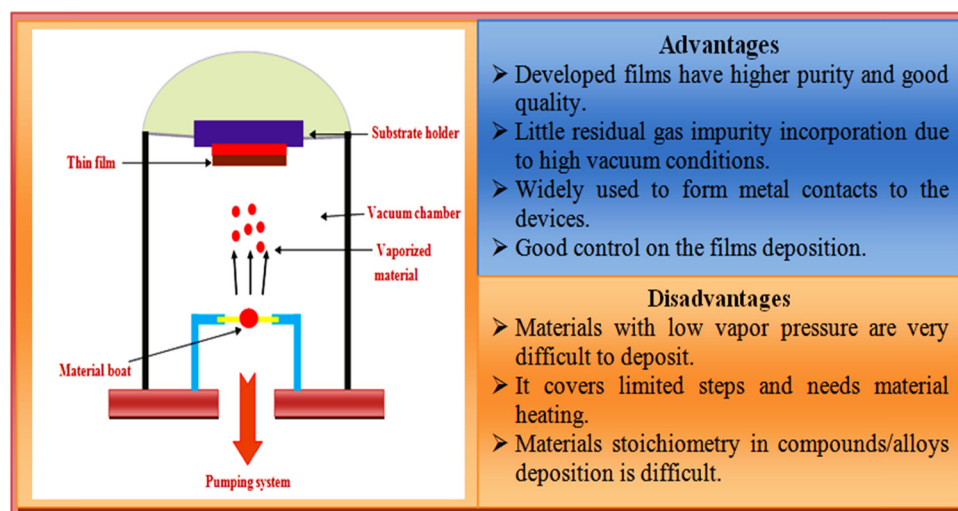 Substrate holder
Thin film
Vacuum chamber
Vaporized
material
Material boat
Pumping system
Advantages
➢ Developed films have higher purity and good
quality.
➢ Little residual gas impurity incorporation due
to high vacuum conditions.
➢ Widely used to form metal contacts to the
devices.
➢ Good control on the films deposition.
Disadvantages
➢ Materials with low vapor pressure are very
difficult to deposit.
➢ It covers limited steps and needs material
heating.
➢ Materials stoichiometry in compounds/alloys
deposition is difficult.